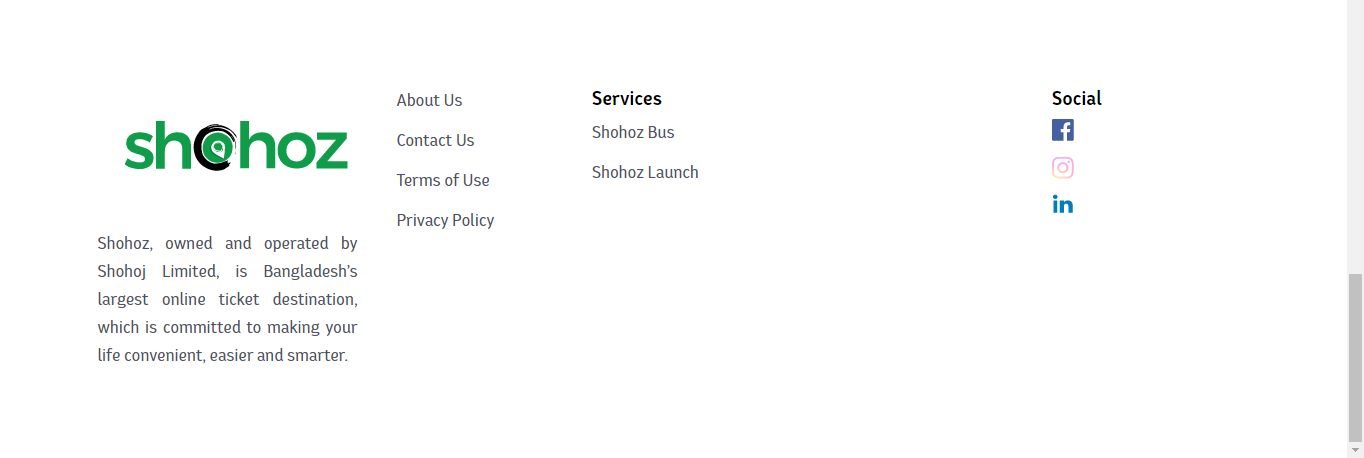 shohoz
Shohoz, owned and operated by
Shohoj Limited, is Bangladesh's
largest online ticket destination,
which is committed to making your
life convenient, easier and smarter.
About Us
Contact Us
Terms of Use
Privacy Policy
Services
Shohoz Bus
Shohoz Launch
Social
f
in